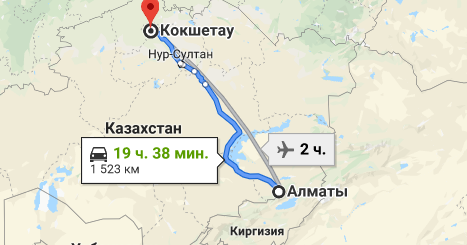 Кокшетау
Нур-Султан
Казахстан
19 ч. 38 мин.
1 523 км
2 ч.
Алматы
Киргизия